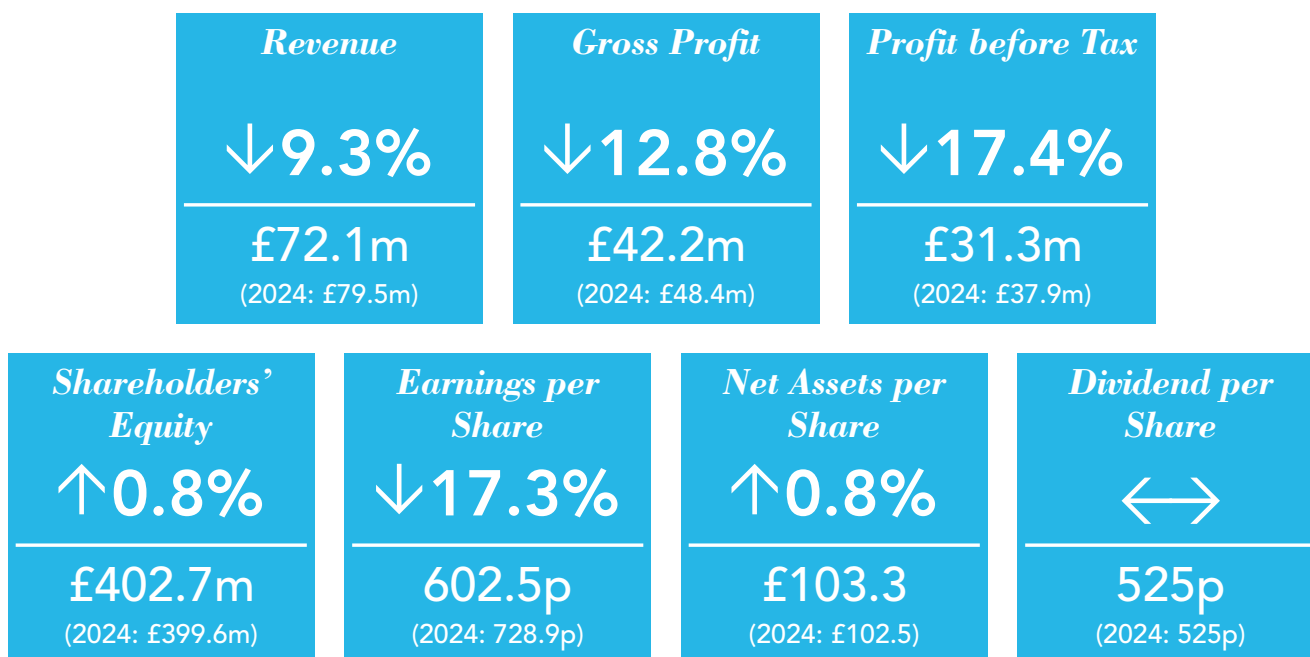 Revenue
↓9.3%
£72.1m
(2024: £79.5m)
Gross Profit
↓12.8%
£42.2m
(2024: £48.4m)
Profit before Tax
↓17.4%
£31.3m
(2024: £37.9m)
Shareholders’
Equity
↑0.8%
£402.7m
(2024: £399.6m)
Earnings per
Share
↓17.3%
602.5p
(2024: 728.9p)
Net Assets per
Share
↑0.8%
£103.3
(2024: £102.5)
Dividend per
Share
↔
525p
(2024: 525p)